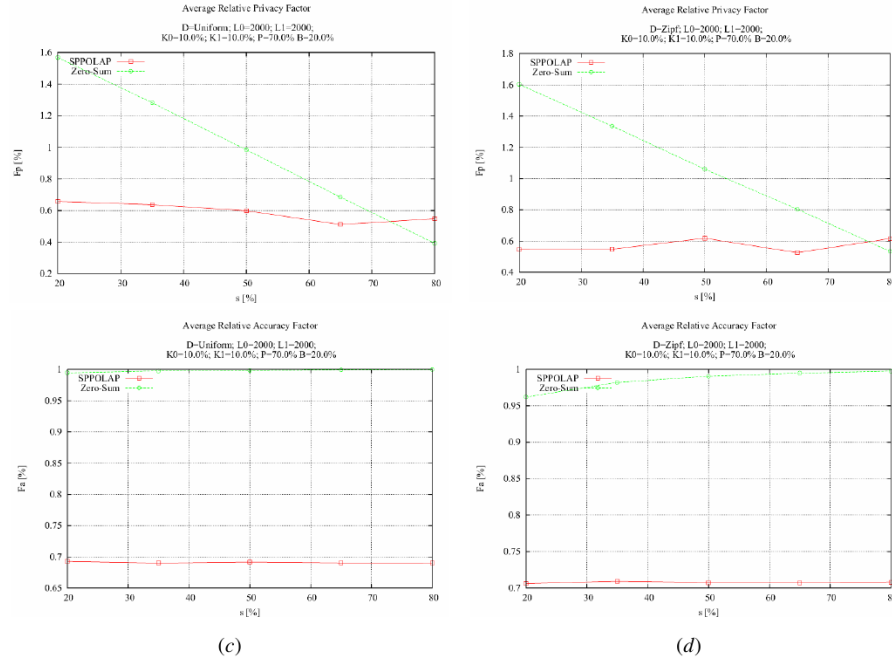 Average Relative Privacy Factor
D=Uniform; L0=2000; L1=2000;
K0=10.0%; K1=10.0%; P=70.0% B=20.0%
SPPOLAP
Zero-Sum
Fp [%]
1.6
1.4
1.2
1
0.8
0.6
0.4
0.2
20 30 40 50 60 70 80
s [%]
Average Relative Privacy Factor
D=Zipf; L0=2000; L1=2000;
K0=10.0%; K1=10.0%; P=70.0% B=20.0%
SPPOLAP
Zero-Sum
Fp [%]
1.8
1.6
1.4
1.2
1
0.8
0.6
0.4
20 30 40 50 60 70 80
s [%]
Average Relative Accuracy Factor
D=Uniform; L0=2000; L1=2000;
K0=10.0%; K1=10.0%; P=70.0% B=20.0%
SPPOLAP
Zero-Sum
Fa [%]
1
0.95
0.9
0.85
0.8
0.75
0.7
0.65
20 30 40 50 60 70 80
s [%]
Average Relative Accuracy Factor
D=Zipf; L0=2000; L1=2000;
K0=10.0%; K1=10.0%; P=70.0% B=20.0%
SPPOLAP
Zero-Sum
Fa [%]
1
0.95
0.9
0.85
0.8
0.75
0.7
20 30 40 50 60 70 80
s [%]
(c)
(d)